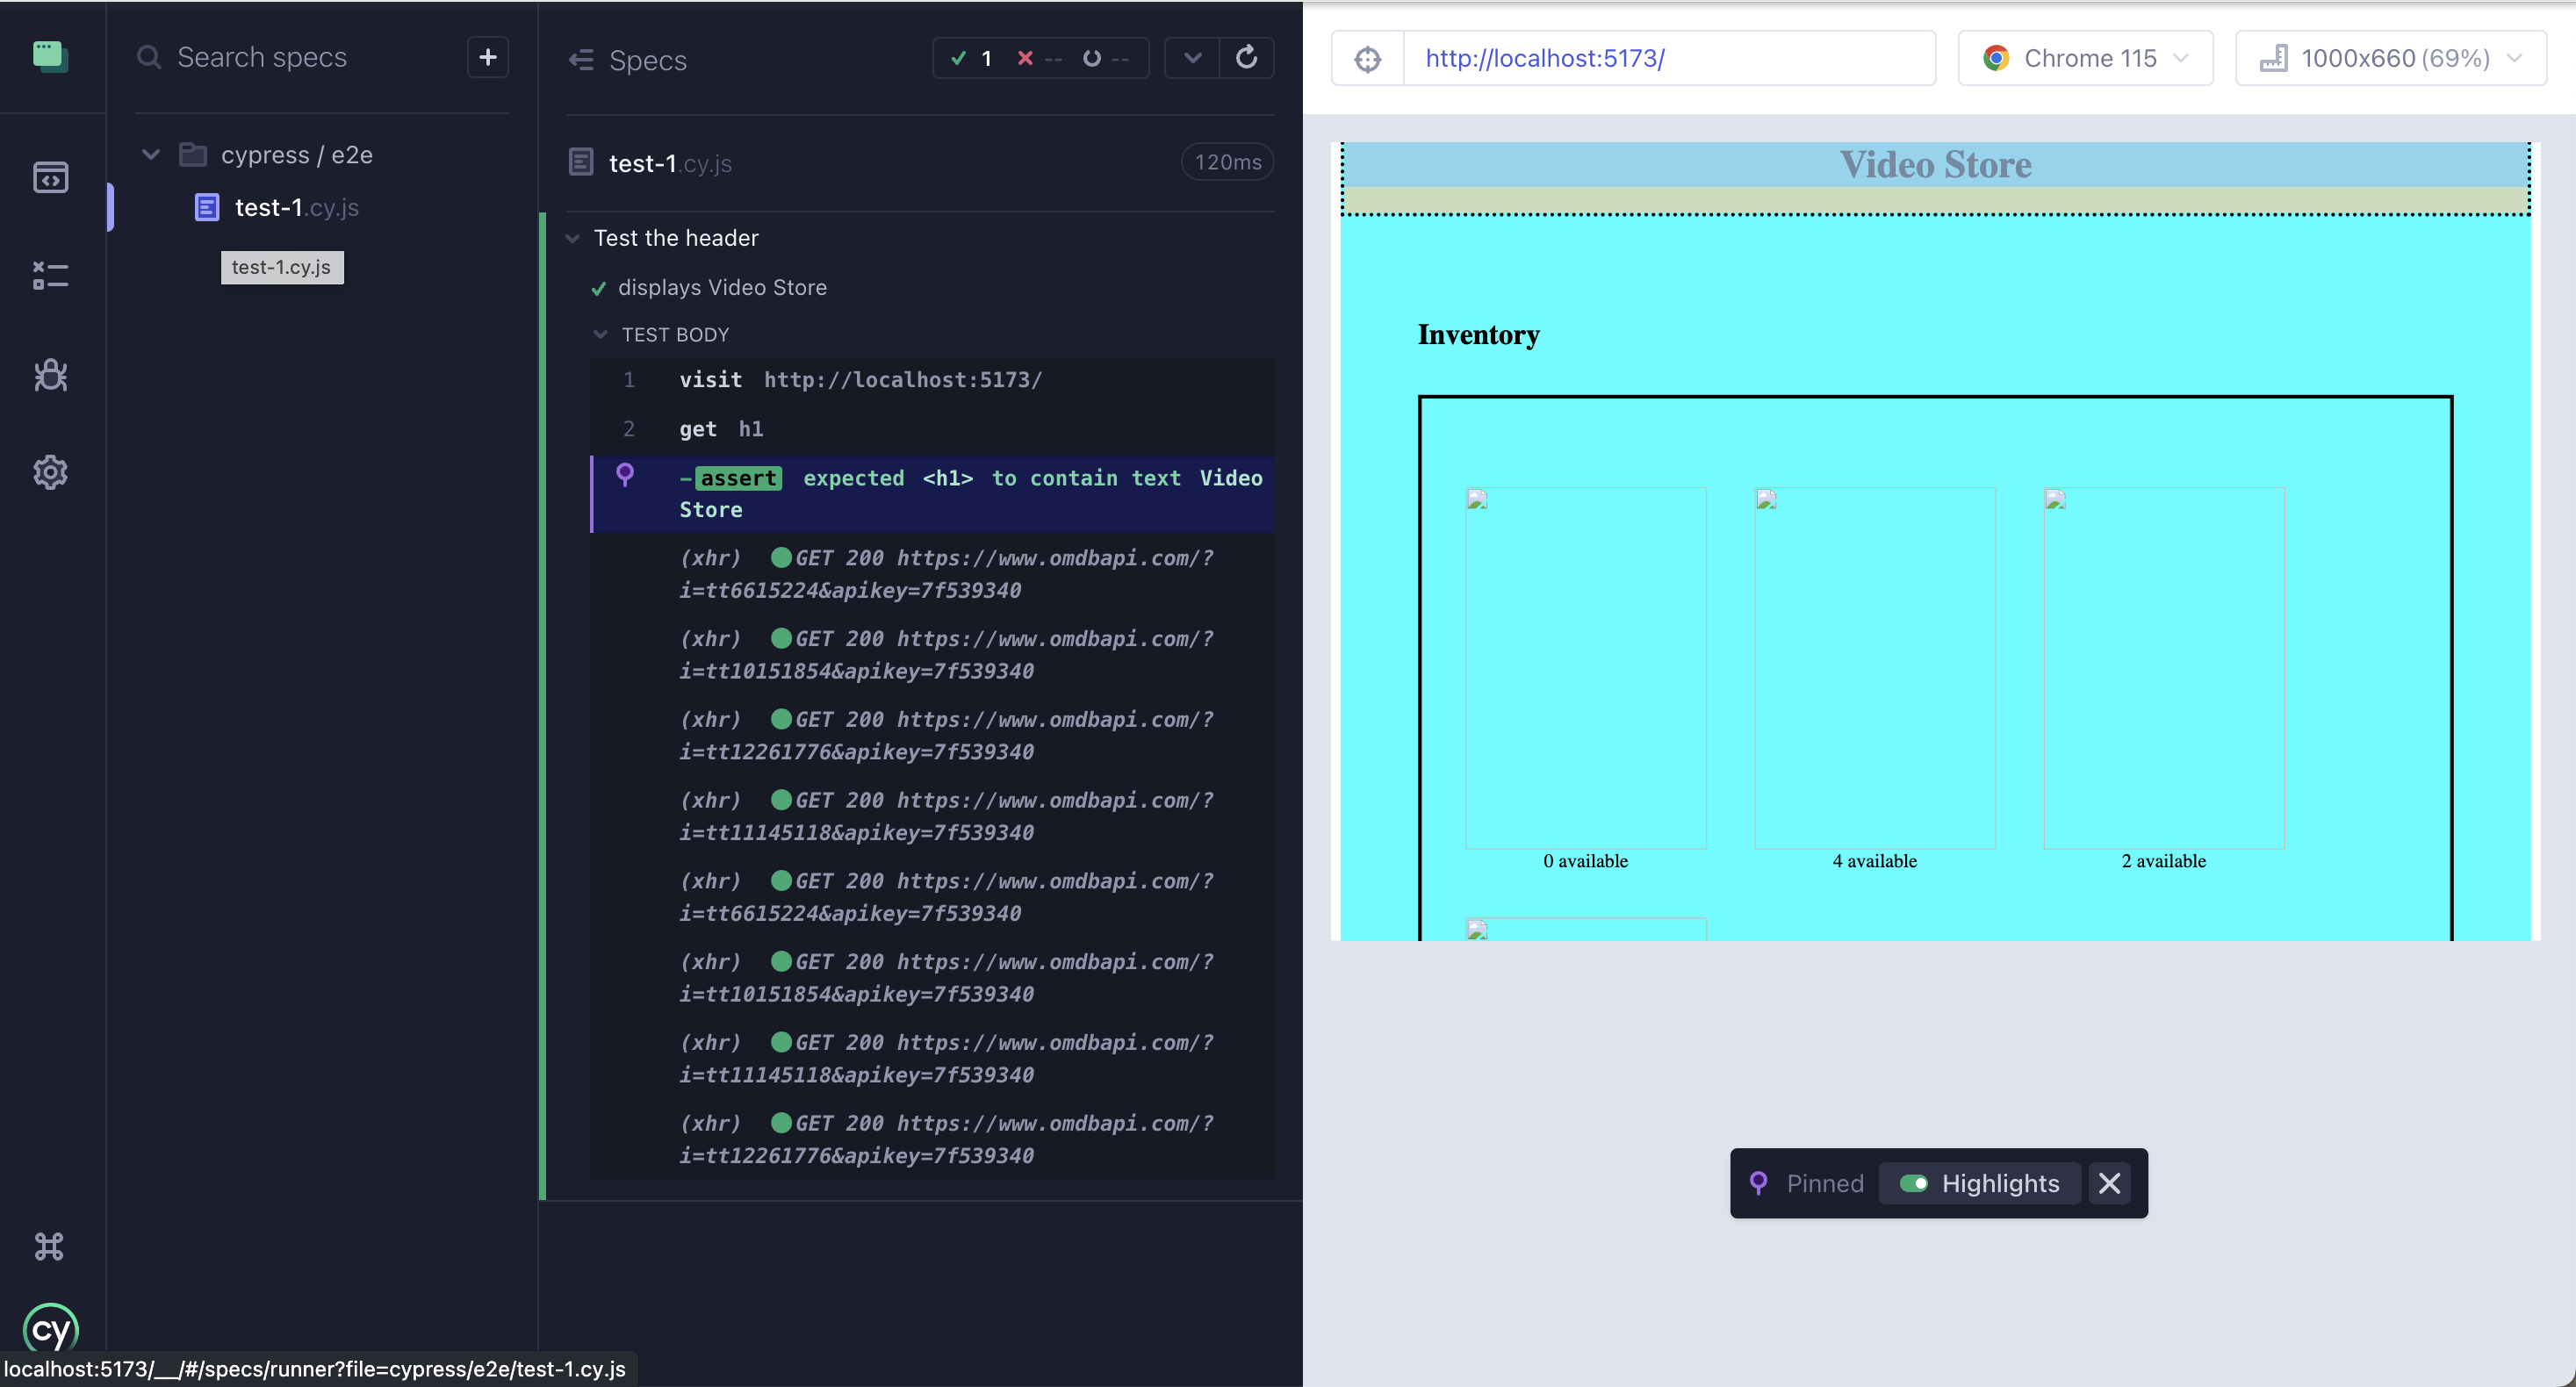 Search specs
+
cypress / e2e
test-1.cy.js
test-1.cy.js
cy
localhost:5173/__/#/specs/runner?file=cypress/e2e/test-1.cy.js
Specs
1 -- --
test-1.cy.js 120ms
Test the header
displays Video Store
TEST BODY
1 visit http://localhost:5173/
2 get h1
-assert expected <h1> to contain text Video
Store
(xhr) GET 200 https://www.omdbapi.com/?
i=tt6615224&apikey=7f539340
(xhr) GET 200 https://www.omdbapi.com/?
i=tt10151854&apikey=7f539340
(xhr) GET 200 https://www.omdbapi.com/?
i=tt12261776&apikey=7f539340
(xhr) GET 200 https://www.omdbapi.com/?
i=tt11145118&apikey=7f539340
(xhr) GET 200 https://www.omdbapi.com/?
i=tt6615224&apikey=7f539340
(xhr) GET 200 https://www.omdbapi.com/?
i=tt10151854&apikey=7f539340
(xhr) GET 200 https://www.omdbapi.com/?
i=tt11145118&apikey=7f539340
(xhr) GET 200 https://www.omdbapi.com/?
i=tt12261776&apikey=7f539340
http://localhost:5173/ Chrome 115 1000x660 (69%)
Video Store
Inventory
0 available 4 available 2 available
Pinned Highlights